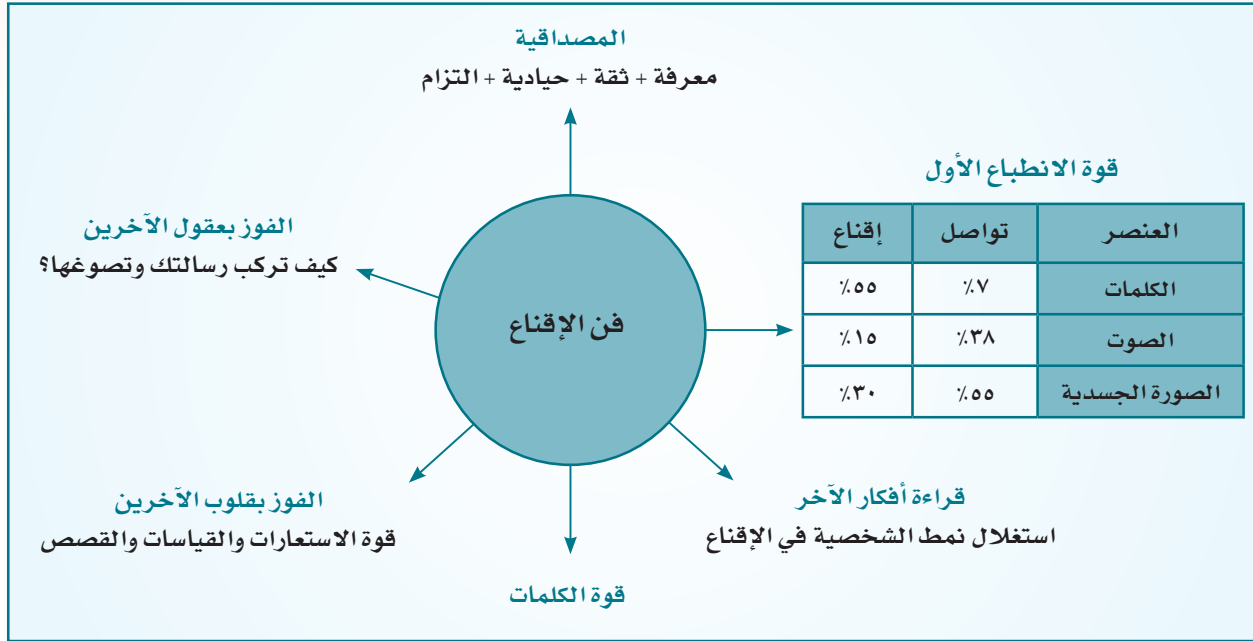 المصداقية
معرفة + ثقة + حيادية + التزام
قوة الانطباع الأول
العنصر تواصل إقناع
الكلمات ٧٪ ٥٥٪
الصوت ٣٨٪ ١٥٪
الصورة الجسدية ٥٥٪ ٣٠٪
الفوز بعقول الآخرين
كيف تركب رسالتك وتصوغها؟
فن الإقناع
قراءة أفكار الآخر
استغلال نمط الشخصية في الإقناع
الفوز بقلوب الآخرين
قوة الاستعارات والقياسات والقصص
قوة الكلمات